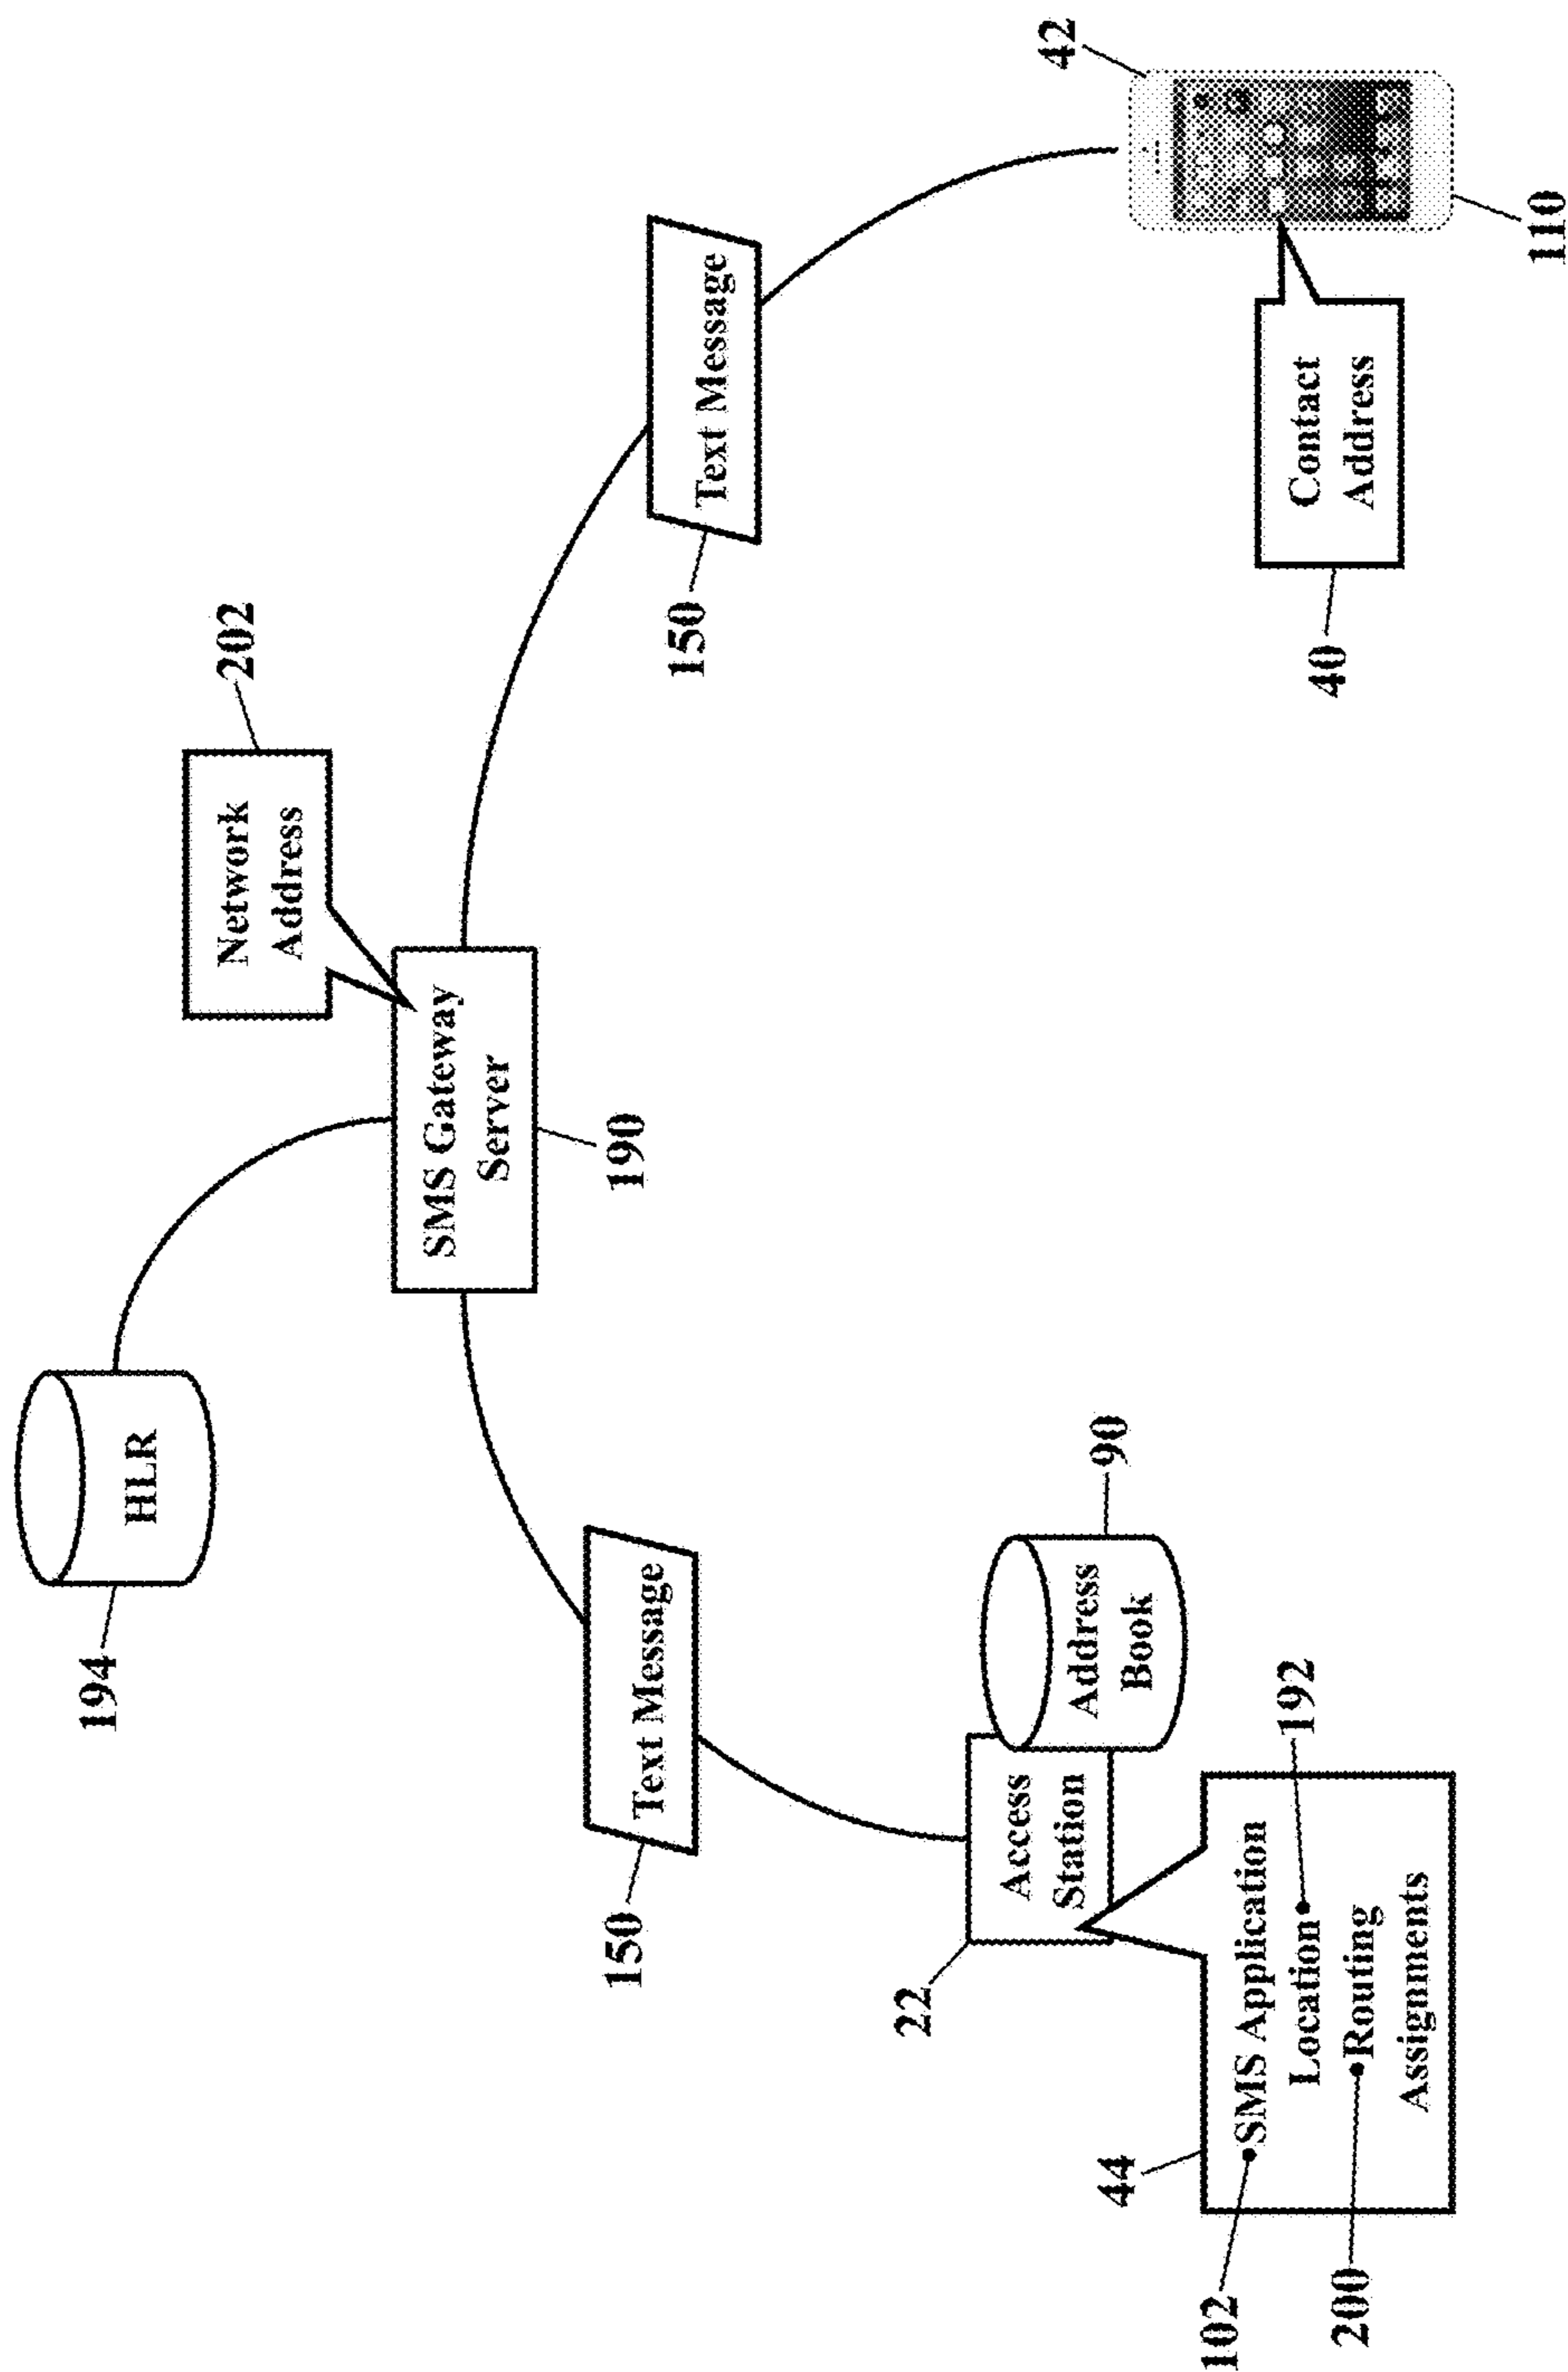 194
HLR
202
Network
Address
SMS Gateway
Server
190
150
Text Message
150
Text Message
22
Access
Station
Address
Book
90
44
102
SMS Application
Location
192
200
Routing
Assignments
42
110
Contact
Address
40